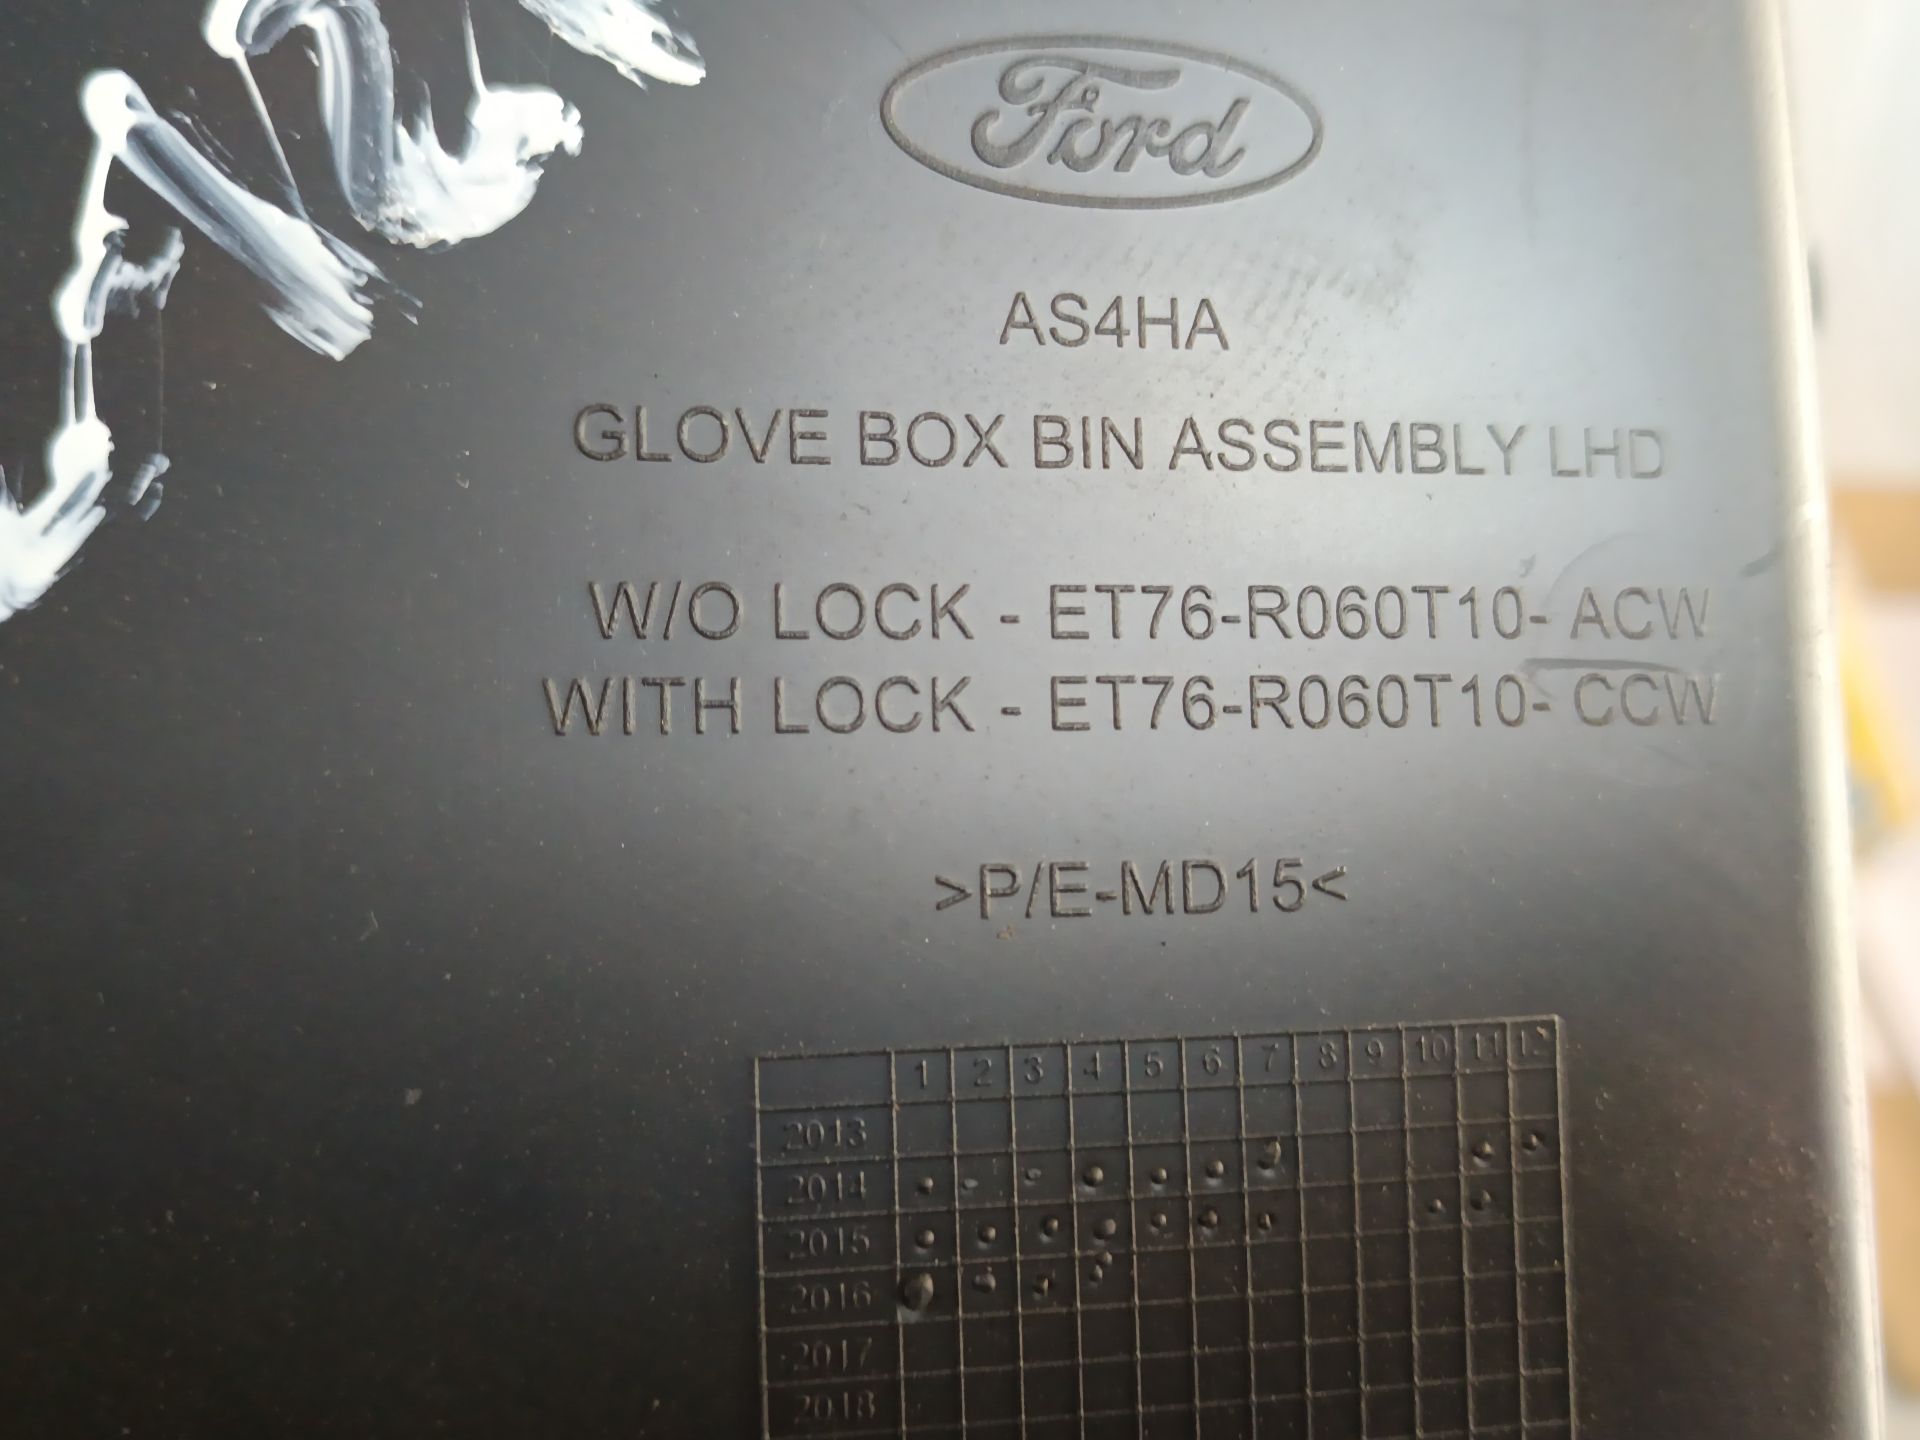 Ford
AS4HA
GLOVE BOX BIN ASSEMBLY LHD
W/O LOCK - ET76-R060T10- ACW
WITH LOCK - ET76-R060T10- CCW
>P/E-MD15<
1 2 3 4 5 6 7 8 9 10 11 12
2013
2014
2015
2016
2017
2018